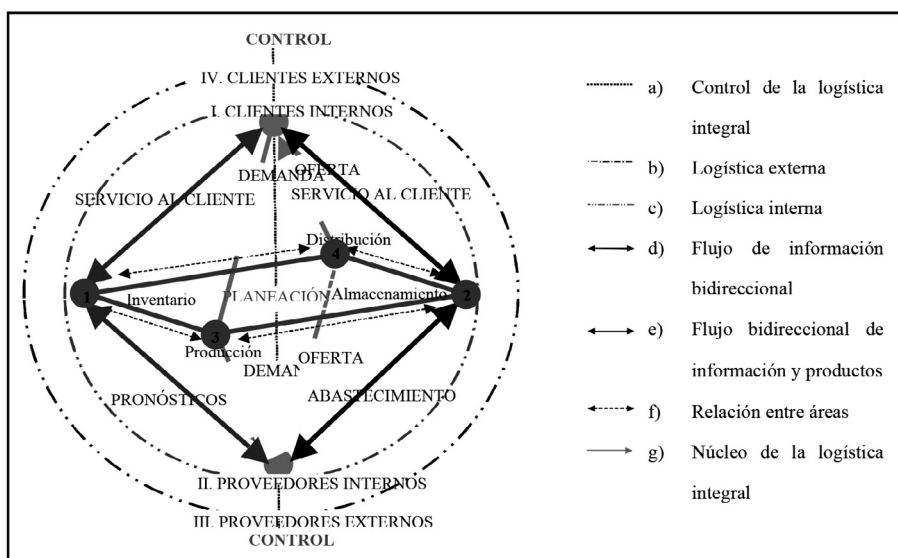 CONTROL
IV. CLIENTES EXTERNOS
I. CLIENTES INTERNOS
OFERTA
DEMANDA
SERVICIO AL CLIENTE
SERVICIO AL CLIENTE
Distribución
4
1
Inventario
PLANEACIÓN
Almacenamiento
2
3
Producción
OFERTA
DEMAN
PRONÓSTICOS
ABASTECIMIENTO
II. PROVEEDORES INTERNOS
III. PROVEEDORES EXTERNOS
CONTROL
a) Control de la logística
integral
b) Logística externa
c) Logística interna
d) Flujo de información
bidireccional
e) Flujo bidireccional de
información y productos
f) Relación entre áreas
g) Núcleo de la logística
integral